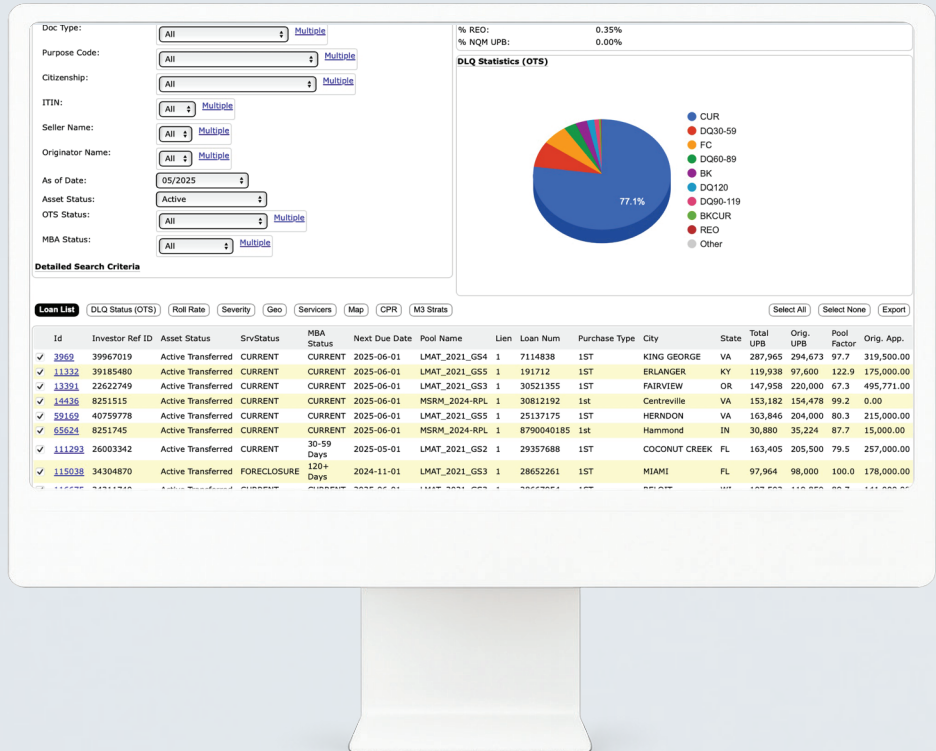 Doc Type: All Multiple
Purpose Code: All Multiple
Citizenship: All Multiple
ITIN: All Multiple
Seller Name: All Multiple
Originator Name: All Multiple
As of Date: 05/2025
Asset Status: Active
OTS Status: All Multiple
MBA Status: All Multiple
Detailed Search Criteria
% REO: 0.35%
% NQM UPB: 0.00%
DLQ Statistics (OTS)
77.1%
CUR
DQ30-59
FC
DQ60-89
BK
DQ120
DQ90-119
BKCUR
REO
Other
Loan List DLQ Status (OTS) Roll Rate Severity Geo Servicers Map CPR M3 Strats Select All Select None Export
Id Investor Ref ID Asset Status SrvStatus MBA Status Next Due Date Pool Name Lien Loan Num Purchase Type City State Total UPB Orig. UPB Pool Factor Orig. App.
3969 39967019 Active Transferred CURRENT CURRENT 2025-06-01 LMAT_2021_GS4 1 7114838 1ST KING GEORGE VA 287,965 294,673 97.7 319,500.00
11332 39185480 Active Transferred CURRENT CURRENT 2025-06-01 LMAT_2021_GS5 1 191712 1ST ERLANGER KY 119,938 97,600 122.9 175,000.00
13391 22622749 Active Transferred CURRENT CURRENT 2025-06-01 LMAT_2021_GS3 1 30521355 1ST FAIRVIEW OR 147,958 220,000 67.3 495,771.00
14436 8251515 Active Transferred CURRENT CURRENT 2025-06-01 MSRM_2024-RPL 1 30812192 1st Centreville VA 153,182 154,478 99.2 0.00
59169 40759778 Active Transferred CURRENT CURRENT 2025-06-01 LMAT_2021_GS5 1 25137175 1ST HERNDON VA 163,846 204,000 80.3 215,000.00
65624 8251745 Active Transferred CURRENT CURRENT 2025-06-01 MSRM_2024-RPL 1 8790040185 1st Hammond IN 30,880 35,224 87.7 15,000.00
111293 26003342 Active Transferred CURRENT 30-59 Days 2025-05-01 LMAT_2021_GS2 1 29357688 1ST COCONUT CREEK FL 163,405 205,500 79.5 257,000.00
115038 34304870 Active Transferred FORECLOSURE 120+ Days 2024-11-01 LMAT_2021_GS3 1 28652261 1ST MIAMI FL 97,964 98,000 100.0 178,000.00